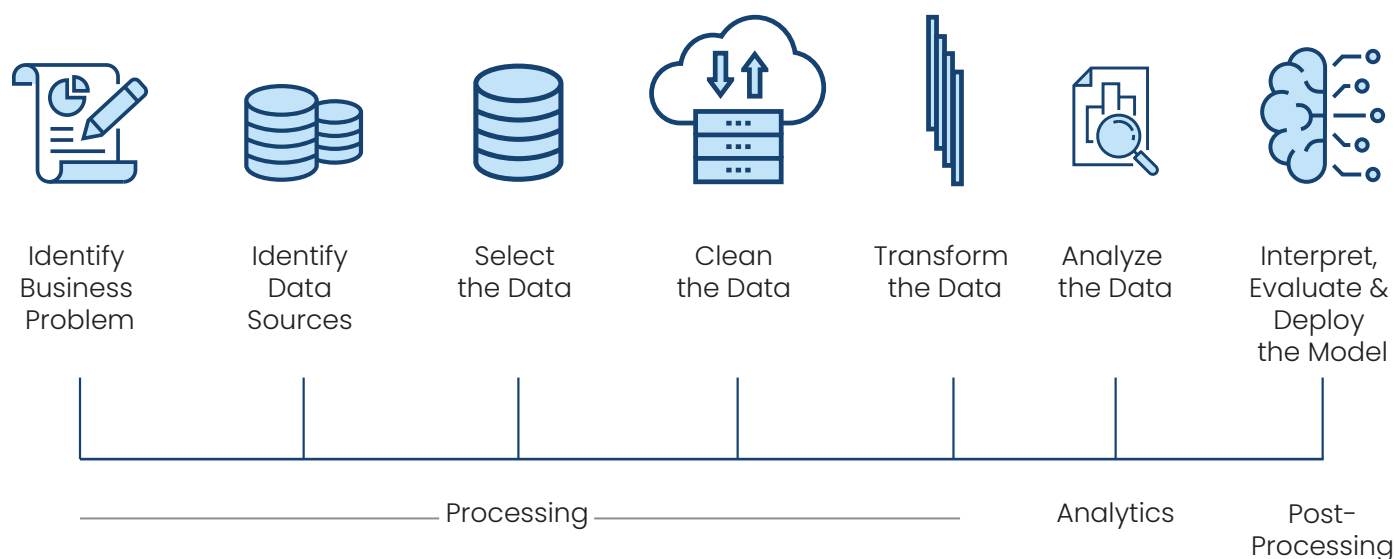 Identify
Business
Problem
Identify
Data
Sources
Select
the Data
Clean
the Data
Transform
the Data
Analyze
the Data
Interpret,
Evaluate &
Deploy
the Model
Processing
Analytics
Post-
Processing